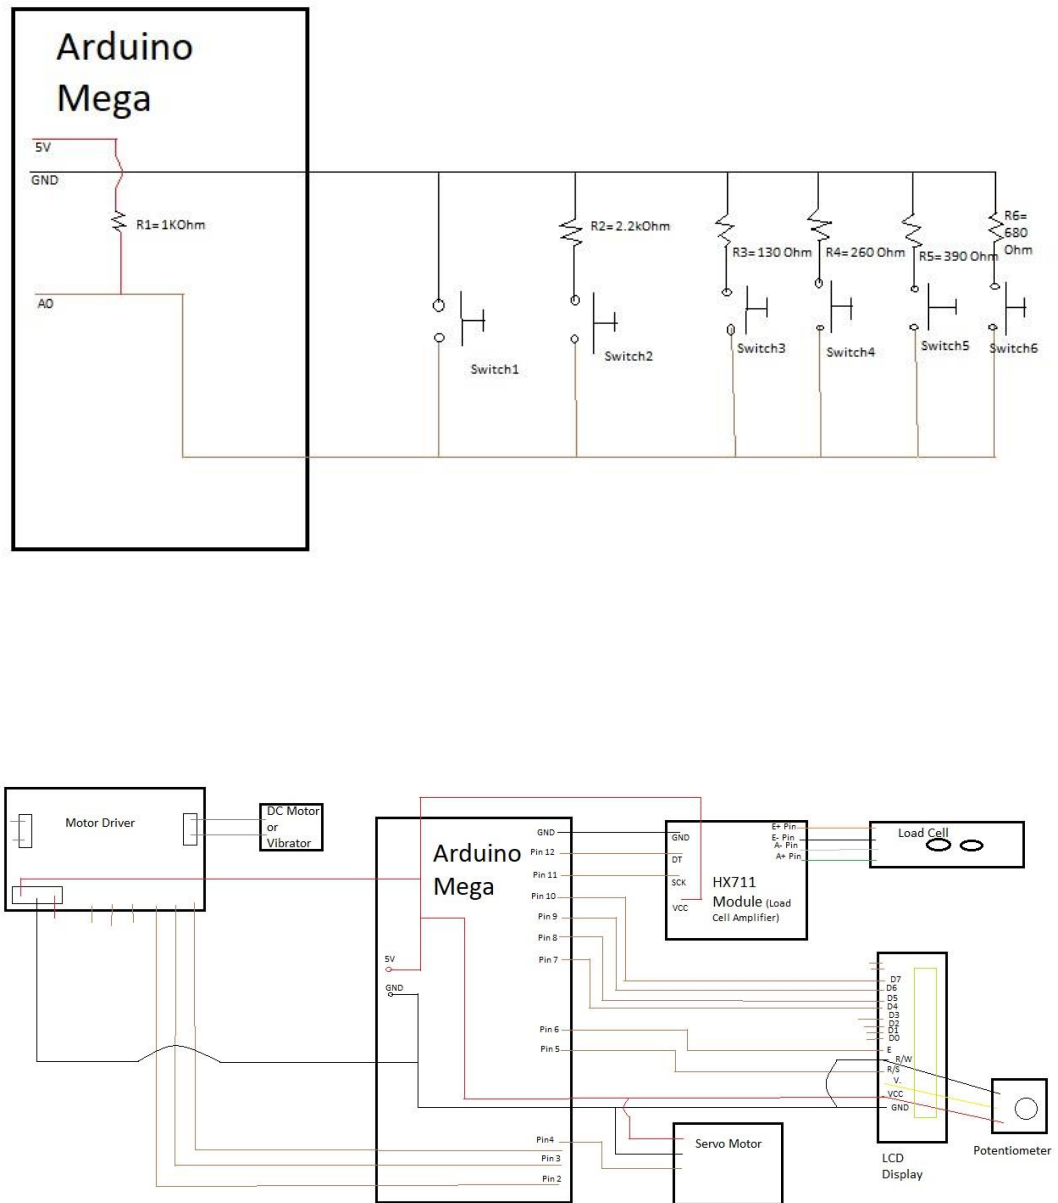 Arduino
Mega
5V
GND
R1= 1KOhm
A0
R2= 2.2kOhm
R3= 130 Ohm
R4= 260 Ohm
R5= 390 Ohm
R6=
680
Ohm
Switch1
Switch2
Switch3
Switch4
Switch5
Switch6
Motor Driver
DC Motor
or
Vibrator
Arduino
Mega
5V
GND
GND
Pin 12
Pin 11
Pin 10
Pin 9
Pin 8
Pin 7
Pin 6
Pin 5
Pin4
Pin 3
Pin 2
GND
DT
SCK
VCC
HX711
Module (Load
Cell Amplifier)
E+ Pin
E- Pin
A- Pin
A+ Pin
Load Cell
D7
D6
D5
D4
D3
D2
D1
D0
E
R/W
R/S
V.
VCC
GND
LCD
Display
Potentiometer
Servo Motor